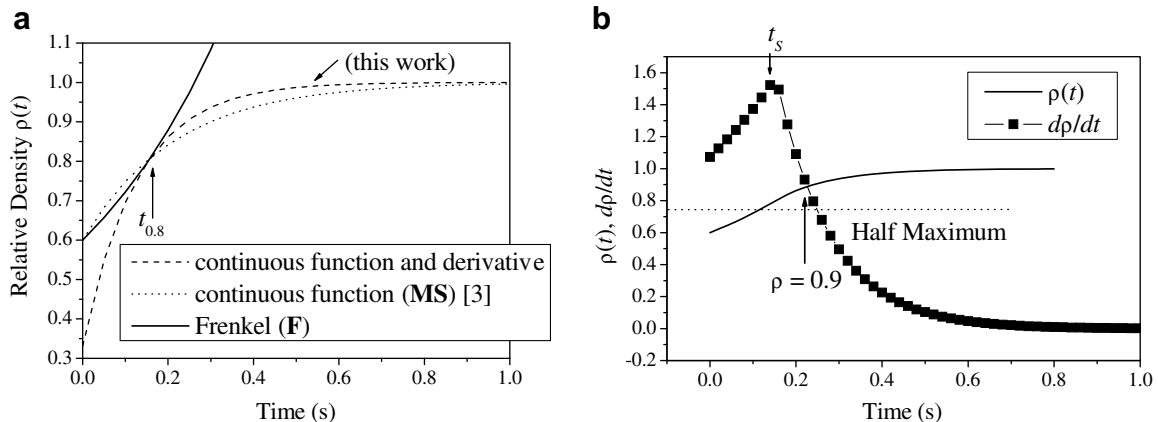 a
1.1
1.0
0.9
0.8
0.7
0.6
0.5
0.4
0.3
Relative Density ρ(t)
(this work)
t0.8
continuous function and derivative
continuous function (MS) [3]
Frenkel (F)
0.0 0.2 0.4 0.6 0.8 1.0
Time (s)
b
tS
1.6
1.4
1.2
1.0
0.8
0.6
0.4
0.2
0.0
-0.2
ρ(t), dρ/dt
ρ(t)
dρ/dt
Half Maximum
ρ = 0.9
0.0 0.2 0.4 0.6 0.8 1.0
Time (s)